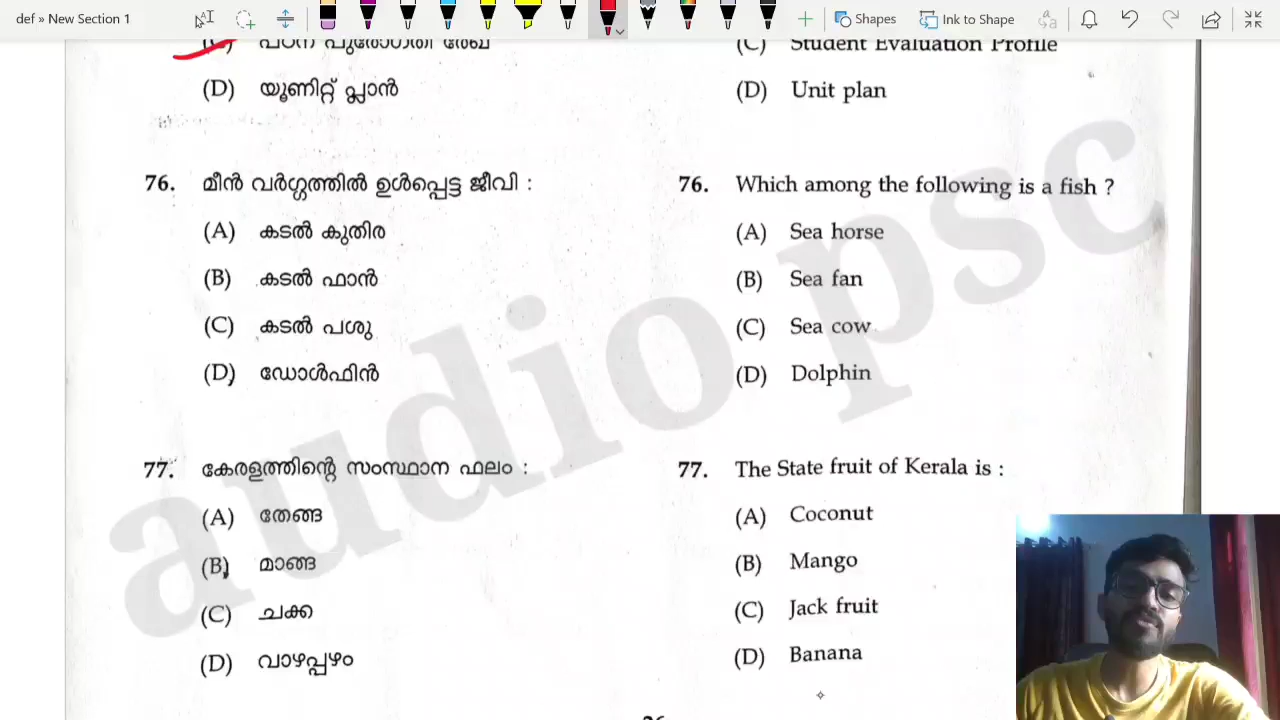 def » New Section 1
Shapes
Ink to Shape
(C) പഠന പുരോഗതി രേഖ
(D) യൂണിറ്റ് പ്ലാൻ
76. മീൻ വർഗ്ഗത്തിൽ ഉൾപ്പെട്ട ജീവി :
(A) കടൽ കുതിര
(B) കടൽ ഫാൻ
(C) കടൽ പശു
(D) ഡോൾഫിൻ
77. കേരളത്തിന്റെ സംസ്ഥാന ഫലം :
(A) തേങ്ങ
(B) മാങ്ങ
(C) ചക്ക
(D) വാഴപ്പഴം
(C) Student Evaluation Profile
(D) Unit plan
76. Which among the following is a fish ?
(A) Sea horse
(B) Sea fan
(C) Sea cow
(D) Dolphin
77. The State fruit of Kerala is :
(A) Coconut
(B) Mango
(C) Jack fruit
(D) Banana
audio psc